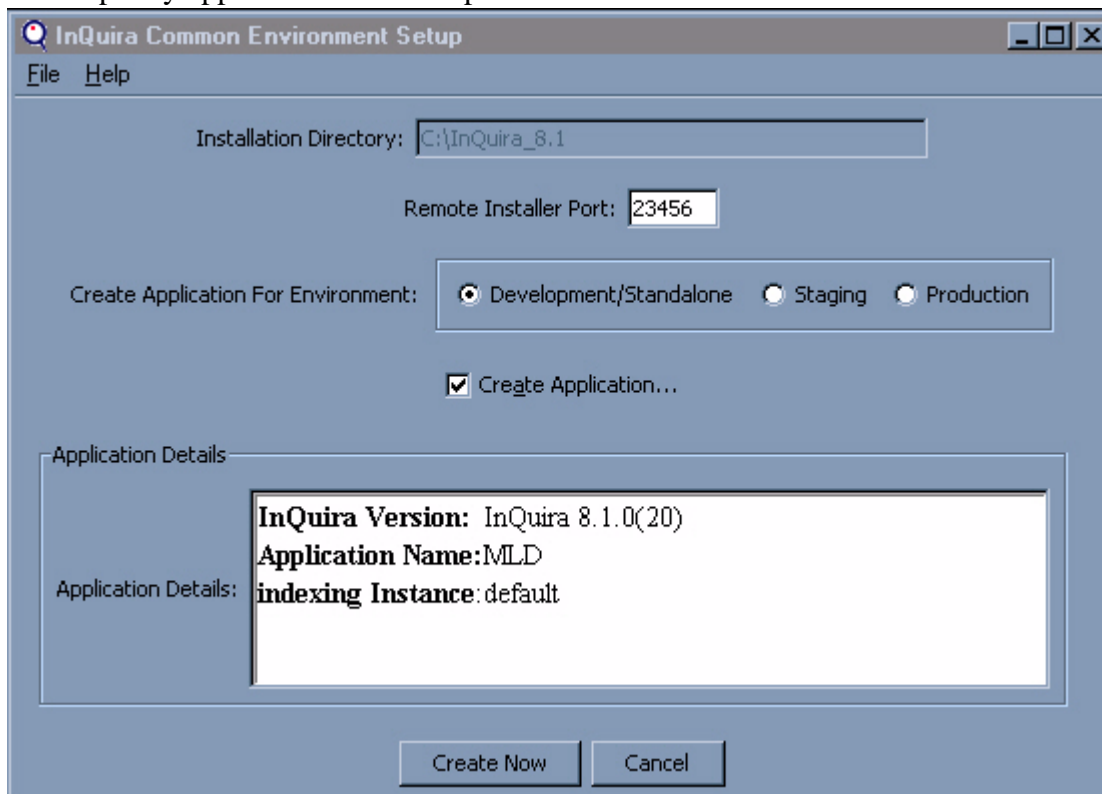 InQuira Common Environment Setup
File Help
Installation Directory: C:\InQuira_8.1
Remote Installer Port: 23456
Create Application For Environment: Development/Standalone Staging Production
Create Application...
Application Details
InQuira Version: InQuira 8.1.0(20)
Application Name:MLD
Application Details: indexing Instance:default
Create Now Cancel